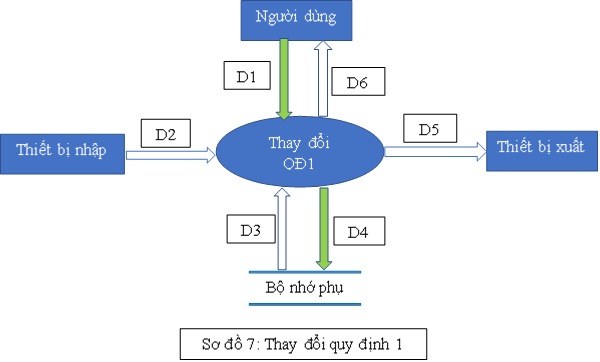 Người dùng
D1
D6
D2
Thiết bị nhập
Thay đổi
QĐ1
D5
Thiết bị xuất
D3
D4
Bộ nhớ phụ
Sơ đồ 7: Thay đổi quy định 1